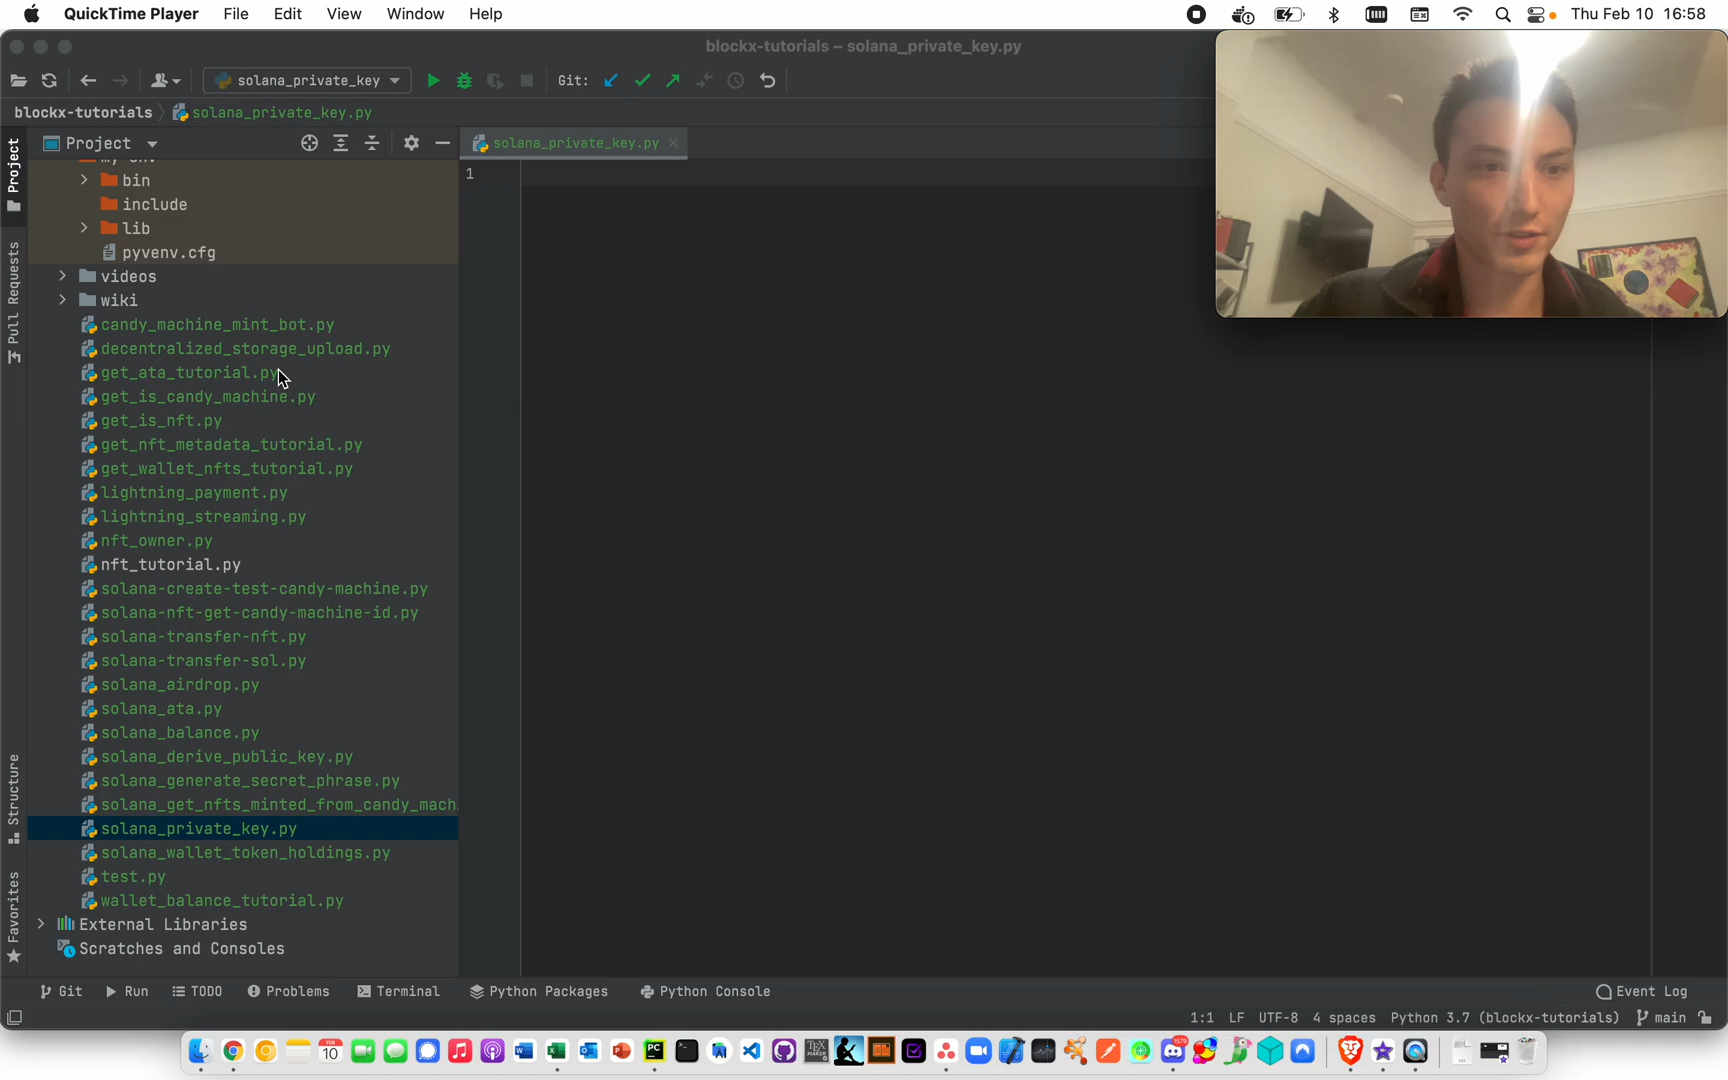 QuickTime Player File Edit View Window Help Thu Feb 10 16:58
blockx-tutorials – solana_private_key.py
solana_private_key Git:
blockx-tutorials solana_private_key.py
Project
solana_private_key.py
Project
Pull Requests
Structure
Favorites
bin
include
lib
pyvenv.cfg
videos
wiki
candy_machine_mint_bot.py
decentralized_storage_upload.py
get_ata_tutorial.py
get_is_candy_machine.py
get_is_nft.py
get_nft_metadata_tutorial.py
get_wallet_nfts_tutorial.py
lightning_payment.py
lightning_streaming.py
nft_owner.py
nft_tutorial.py
solana-create-test-candy-machine.py
solana-nft-get-candy-machine-id.py
solana-transfer-nft.py
solana-transfer-sol.py
solana_airdrop.py
solana_ata.py
solana_balance.py
solana_derive_public_key.py
solana_generate_secret_phrase.py
solana_get_nfts_minted_from_candy_mach
solana_private_key.py
solana_wallet_token_holdings.py
test.py
wallet_balance_tutorial.py
External Libraries
Scratches and Consoles
1
Git Run TODO Problems Terminal Python Packages Python Console Event Log
1:1 LF UTF-8 4 spaces Python 3.7 (blockx-tutorials) main